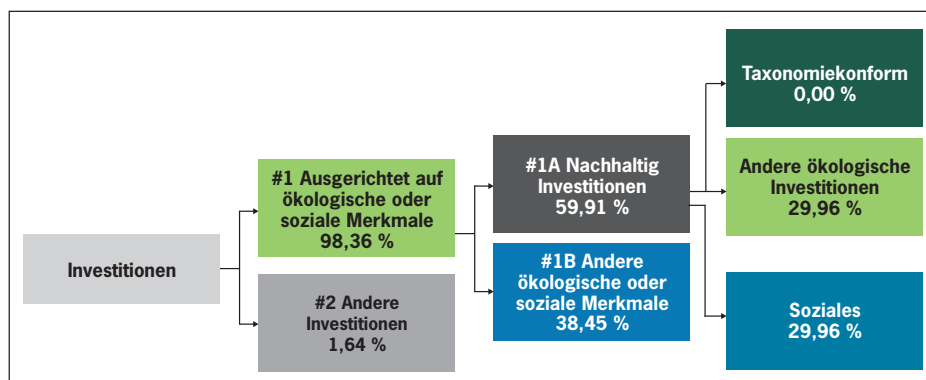 Investitionen
#1 Ausgerichtet auf
ökologische oder
soziale Merkmale
98,36 %
#2 Andere
Investitionen
1,64 %
#1A Nachhaltig
Investitionen
59,91 %
#1B Andere
ökologische oder
soziale Merkmale
38,45 %
Taxonomiekonform
0,00 %
Andere ökologische
Investitionen
29,96 %
Soziales
29,96 %